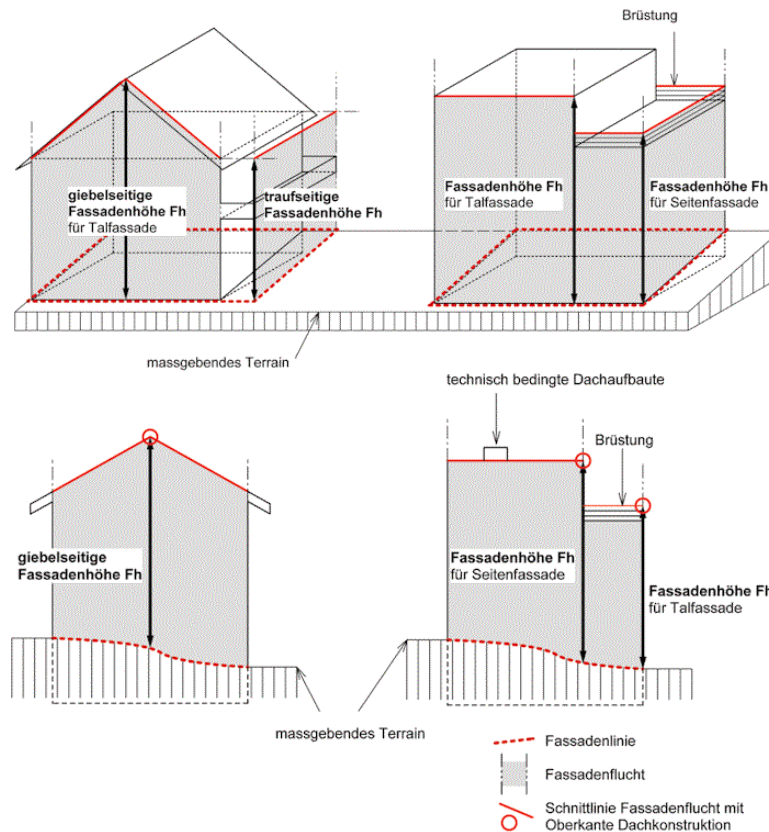 Brüstung
giebelseitige
Fassadenhöhe Fh
für Talfassade
traufseitige
Fassadenhöhe Fh
Fassadenhöhe Fh
für Talfassade
Fassadenhöhe Fh
für Seitenfassade
massgebendes Terrain
technisch bedingte Dachaufbaute
Brüstung
giebelseitige
Fassadenhöhe Fh
Fassadenhöhe Fh
für Seitenfassade
Fassadenhöhe Fh
für Talfassade
massgebendes Terrain
Fassadenlinie
Fassadenflucht
Schnittlinie Fassadenflucht mit
Oberkante Dachkonstruktion